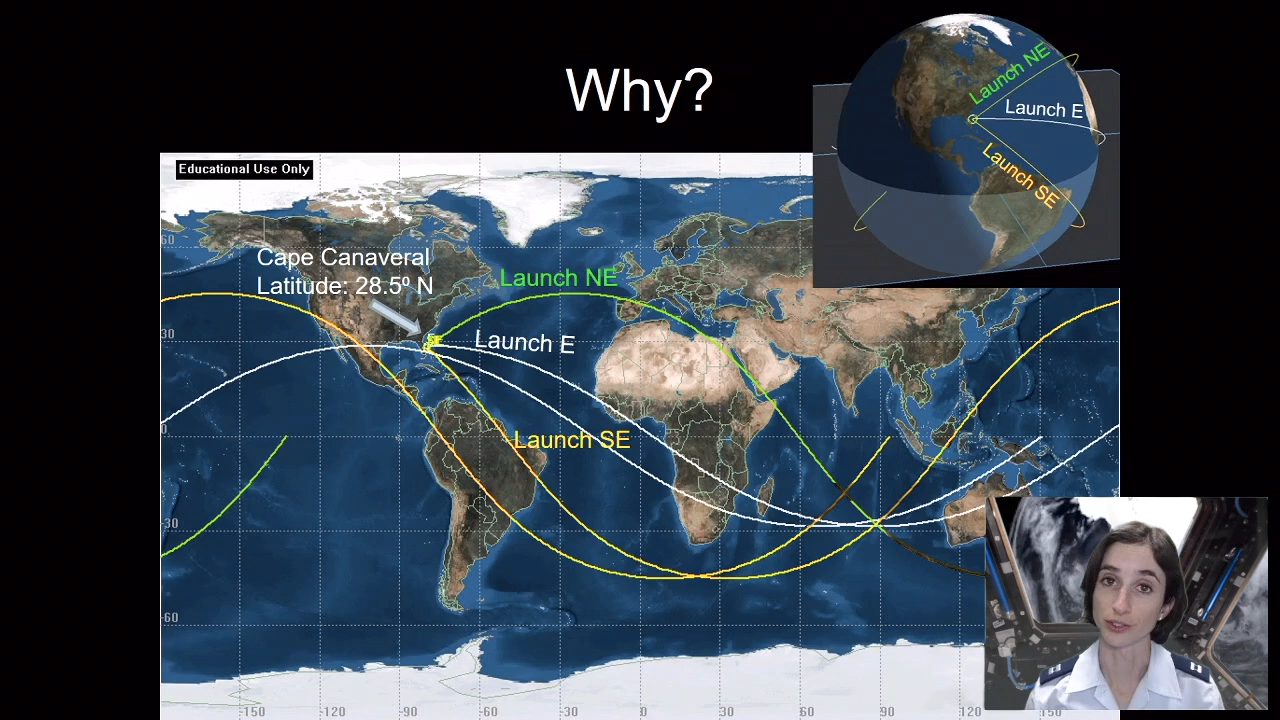 Why?
Launch NE
Launch E
Launch SE
Educational Use Only
60
Cape Canaveral
Latitude: 28.5º N
Launch NE
30
Launch E
0
Launch SE
-30
-60
-150 -120 -90 -60 -30 0 30 60 90 120 150